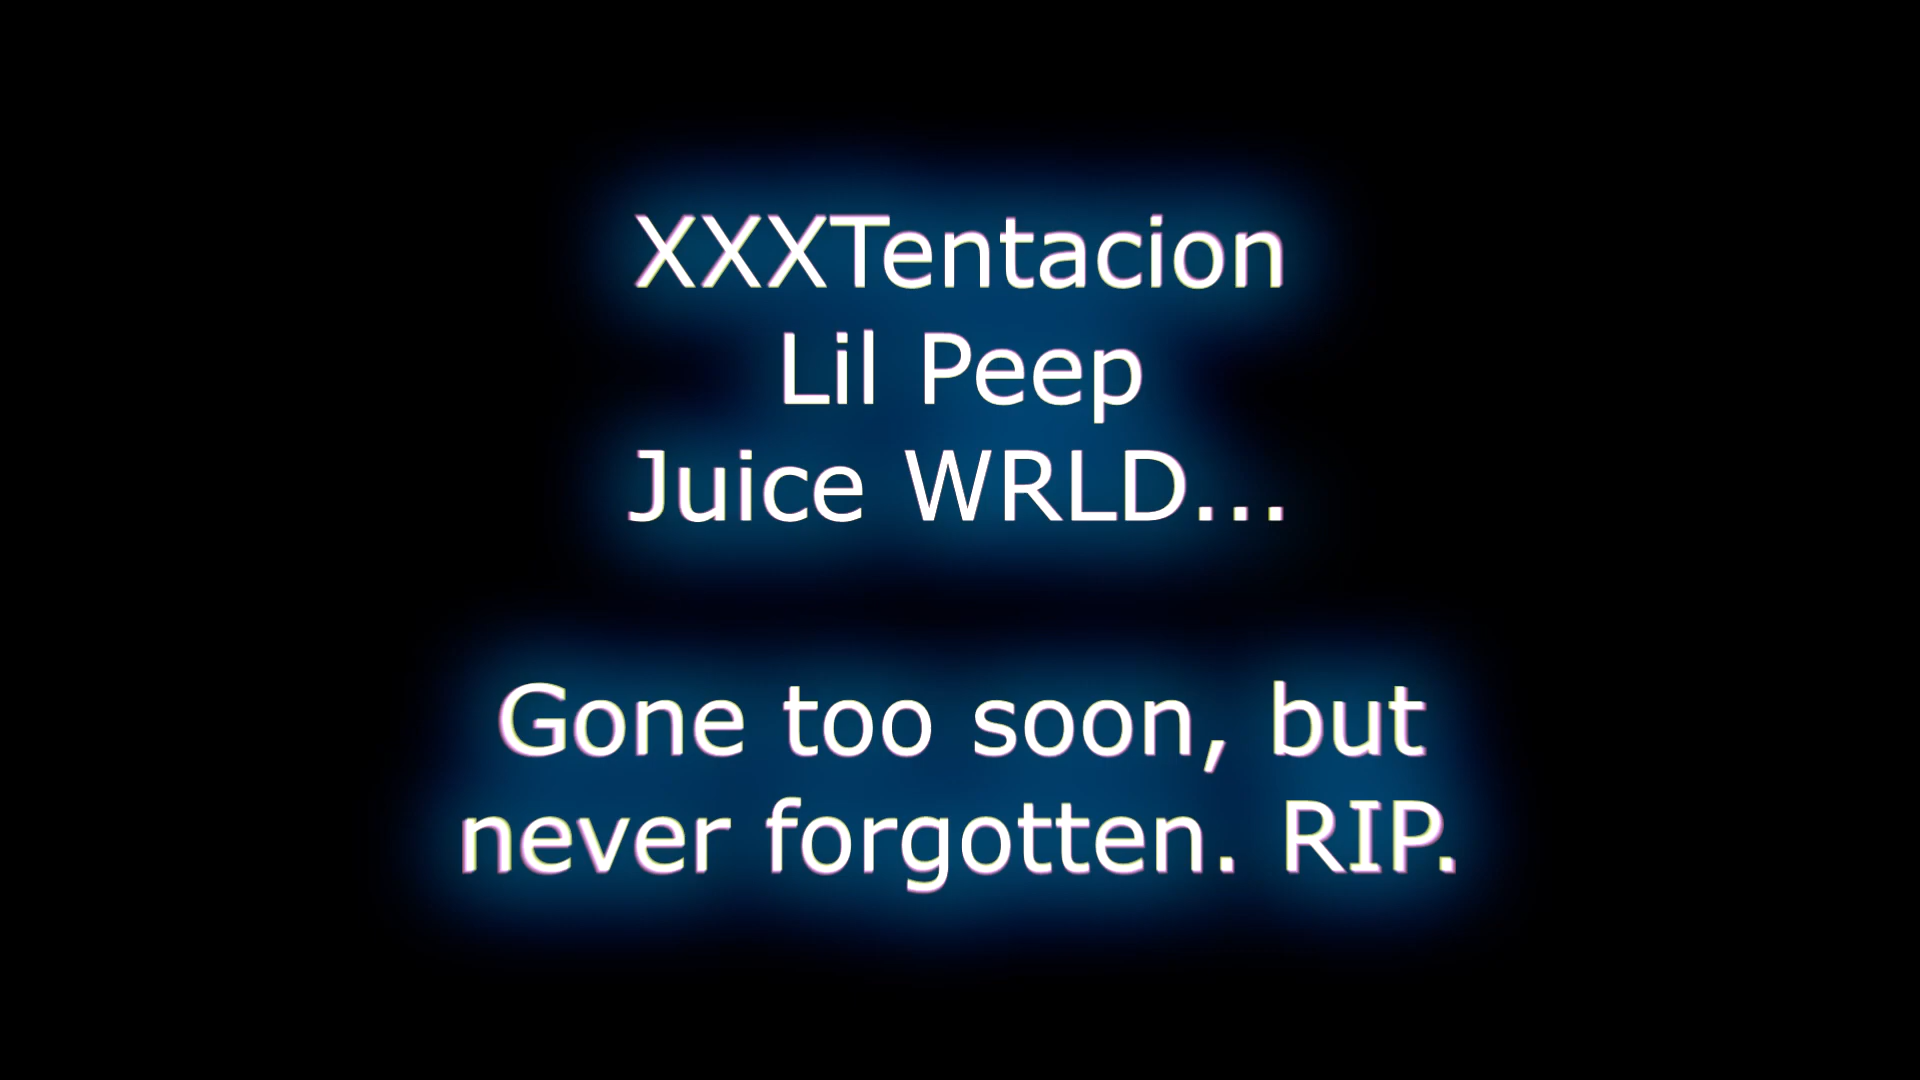 XXXTentacion
Lil Peep
Juice WRLD...
Gone too soon, but
never forgotten. RIP.